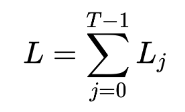 $$L = \sum_{j=0}^{T-1} L_j$$